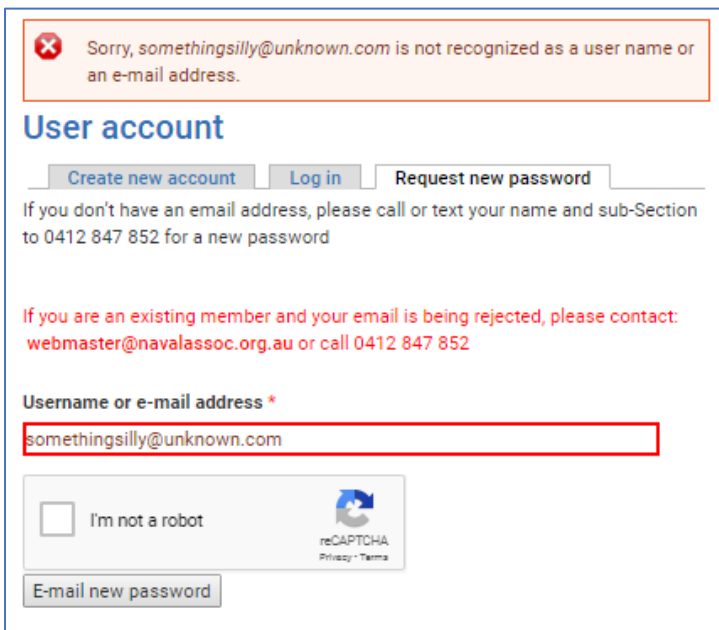 Sorry, somethingsilly@unknown.com is not recognized as a user name or
an e-mail address.
User account
Create new account
Log in
Request new password
If you don't have an email address, please call or text your name and sub-Section
to 0412 847 852 for a new password
If you are an existing member and your email is being rejected, please contact:
webmaster@navalassoc.org.au or call 0412 847 852
Username or e-mail address *
somethingsilly@unknown.com
I'm not a robot
reCAPTCHA
Privacy - Terms
E-mail new password